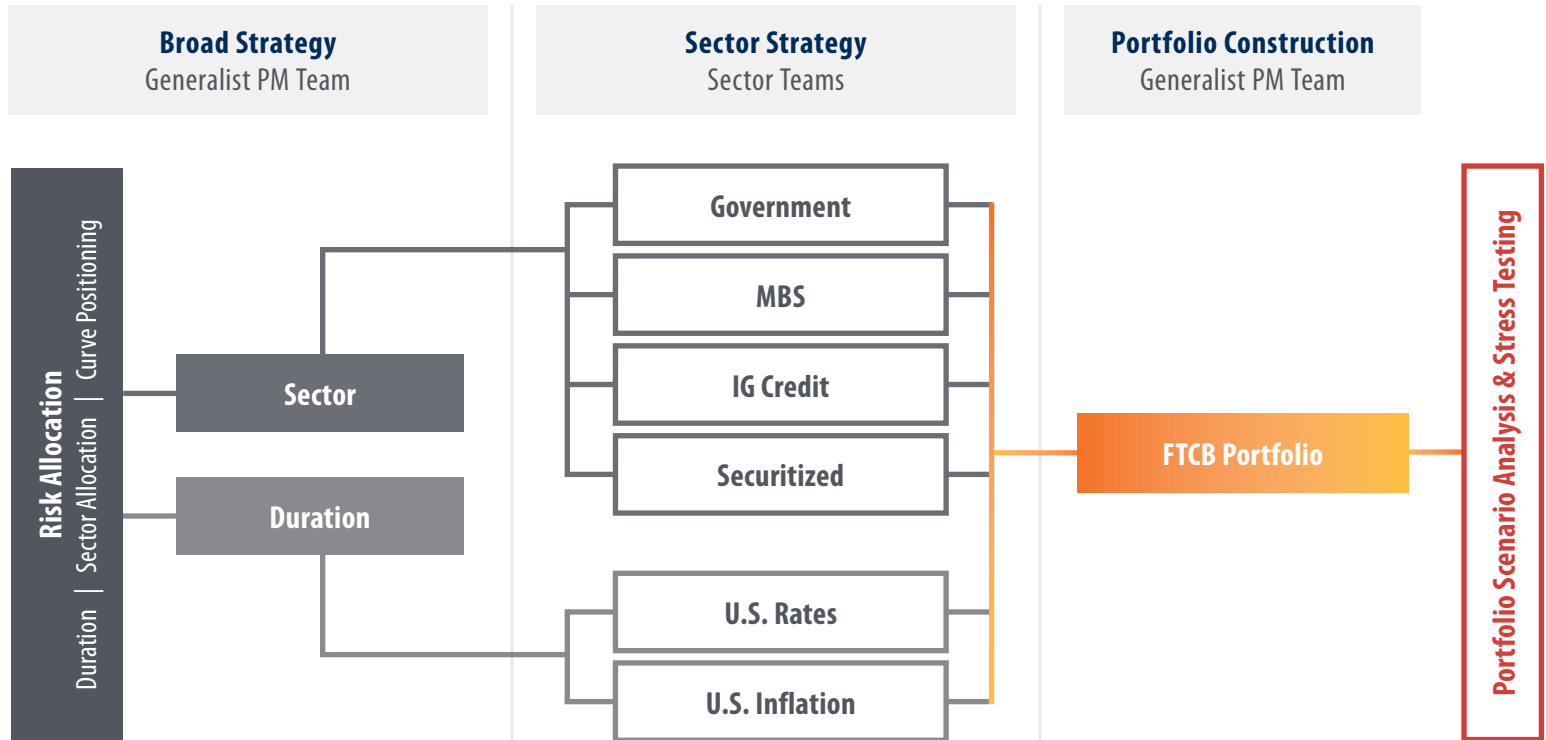 Broad Strategy
Generalist PM Team
Sector Strategy
Sector Teams
Portfolio Construction
Generalist PM Team
Risk Allocation
Duration | Sector Allocation | Curve Positioning
Sector
Duration
Government
MBS
IG Credit
Securitized
U.S. Rates
U.S. Inflation
FTCB Portfolio
Portfolio Scenario Analysis & Stress Testing